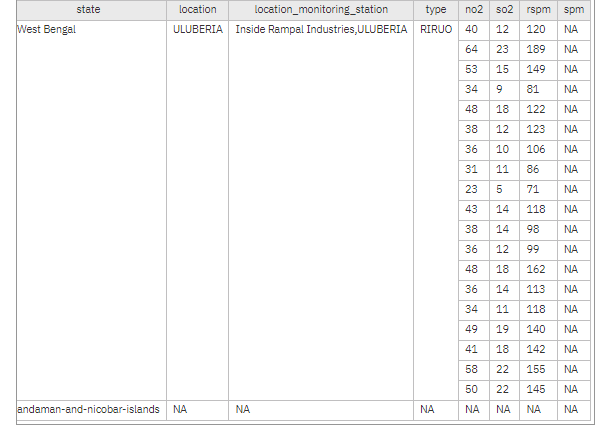 state location location_monitoring_station type no2 so2 rspm spm
West Bengal ULUBERIA Inside Rampal Industries,ULUBERIA RIRUO 40 12 120 NA
64 23 189 NA
53 15 149 NA
34 9 81 NA
48 18 122 NA
38 12 123 NA
36 10 106 NA
31 11 86 NA
23 5 71 NA
43 14 118 NA
38 14 98 NA
36 12 99 NA
48 18 162 NA
36 14 113 NA
34 11 118 NA
49 19 140 NA
41 18 142 NA
58 22 155 NA
50 22 145 NA
andaman-and-nicobar-islands NA NA NA NA NA NA NA